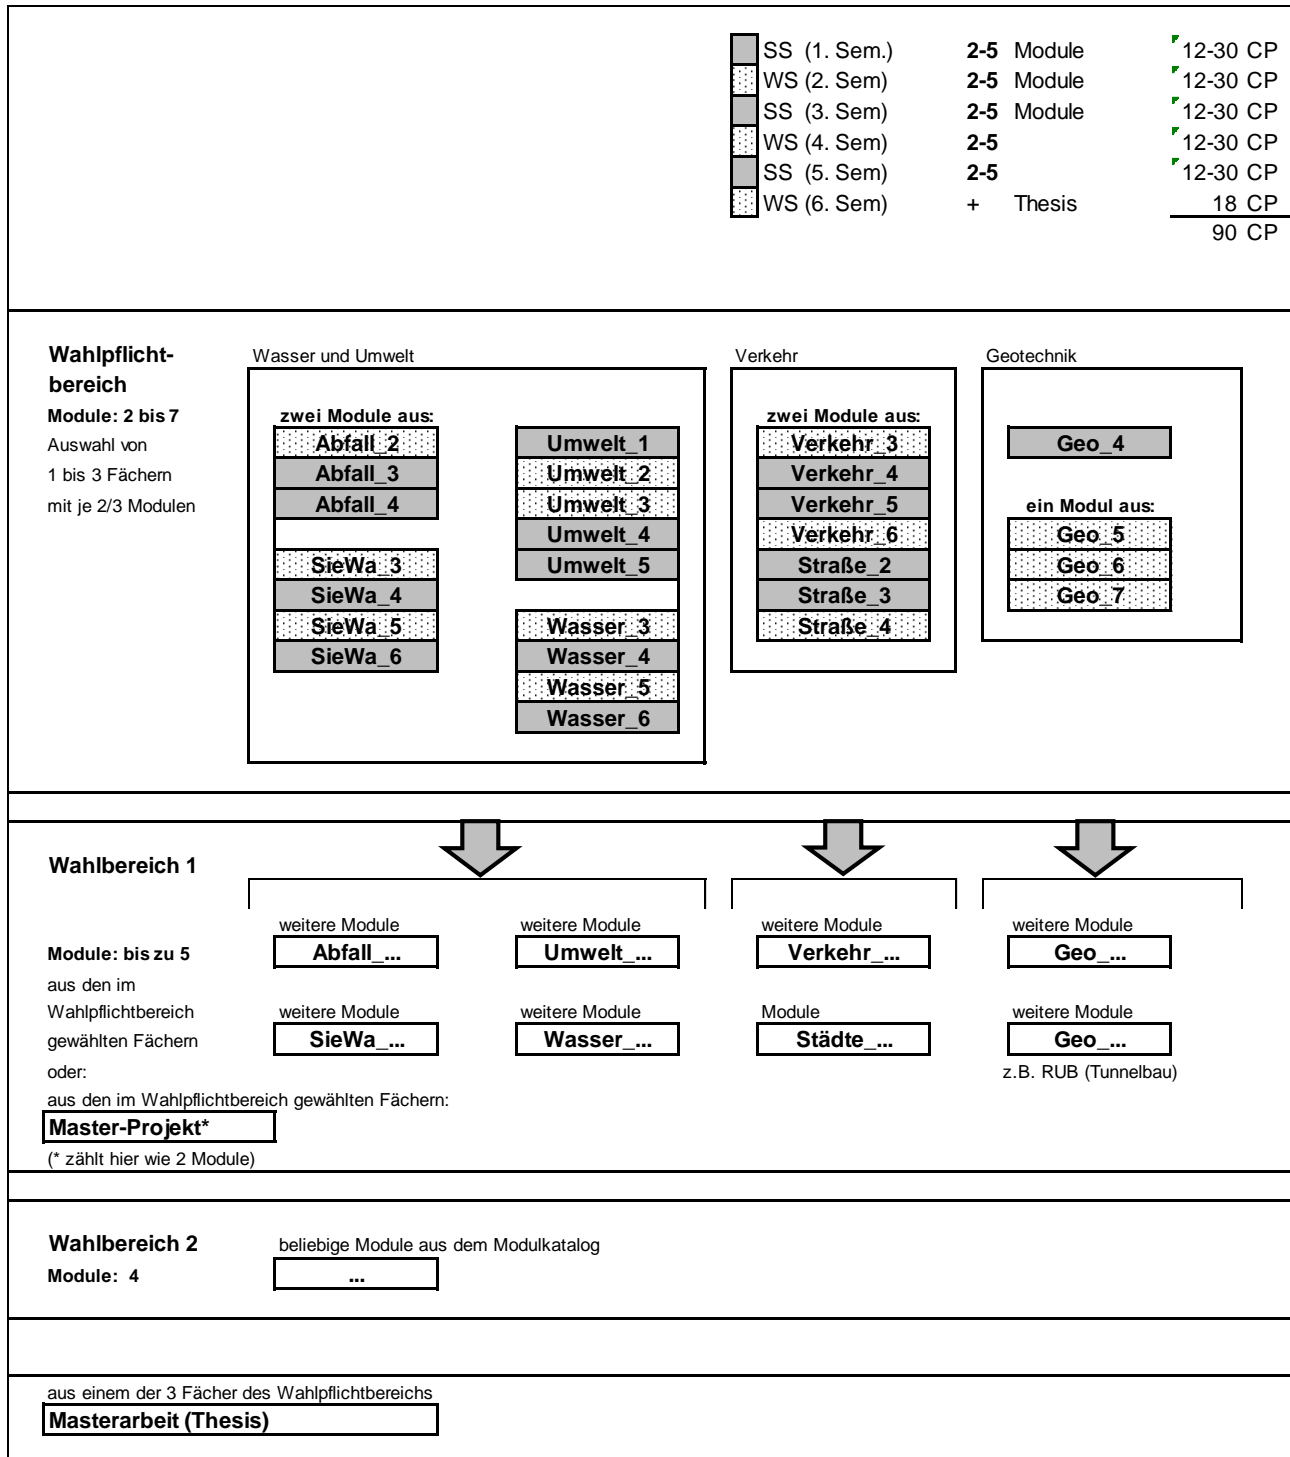 SS (1. Sem.) 2-5 Module 12-30 CP
WS (2. Sem) 2-5 Module 12-30 CP
SS (3. Sem) 2-5 Module 12-30 CP
WS (4. Sem) 2-5 12-30 CP
SS (5. Sem) 2-5 12-30 CP
WS (6. Sem) + Thesis 18 CP
90 CP
Wahlpflicht- Wasser und Umwelt Verkehr Geotechnik
bereich
Module: 2 bis 7 zwei Module aus: zwei Module aus:
Auswahl von Abfall_2 Umwelt_1 Verkehr_3 Geo_4
1 bis 3 Fächern Abfall_3 Umwelt_2 Verkehr_4
mit je 2/3 Modulen Abfall_4 Umwelt_3 Verkehr_5 ein Modul aus:
Umwelt_4 Verkehr_6 Geo_5
SieWa_3 Umwelt_5 Straße_2 Geo_6
SieWa_4 Straße_3 Geo_7
SieWa_5 Wasser_3 Straße_4
SieWa_6 Wasser_4
Wasser_5
Wasser_6
Wahlbereich 1
weitere Module weitere Module weitere Module weitere Module
Module: bis zu 5 Abfall_... Umwelt_... Verkehr_... Geo_...
aus den im
Wahlpflichtbereich weitere Module weitere Module Module weitere Module
gewählten Fächern SieWa_... Wasser_... Städte_... Geo_...
oder: z.B. RUB (Tunnelbau)
aus den im Wahlpflichtbereich gewählten Fächern:
Master-Projekt*
(* zählt hier wie 2 Module)
Wahlbereich 2 beliebige Module aus dem Modulkatalog
Module: 4 ...
aus einem der 3 Fächer des Wahlpflichtbereichs
Masterarbeit (Thesis)